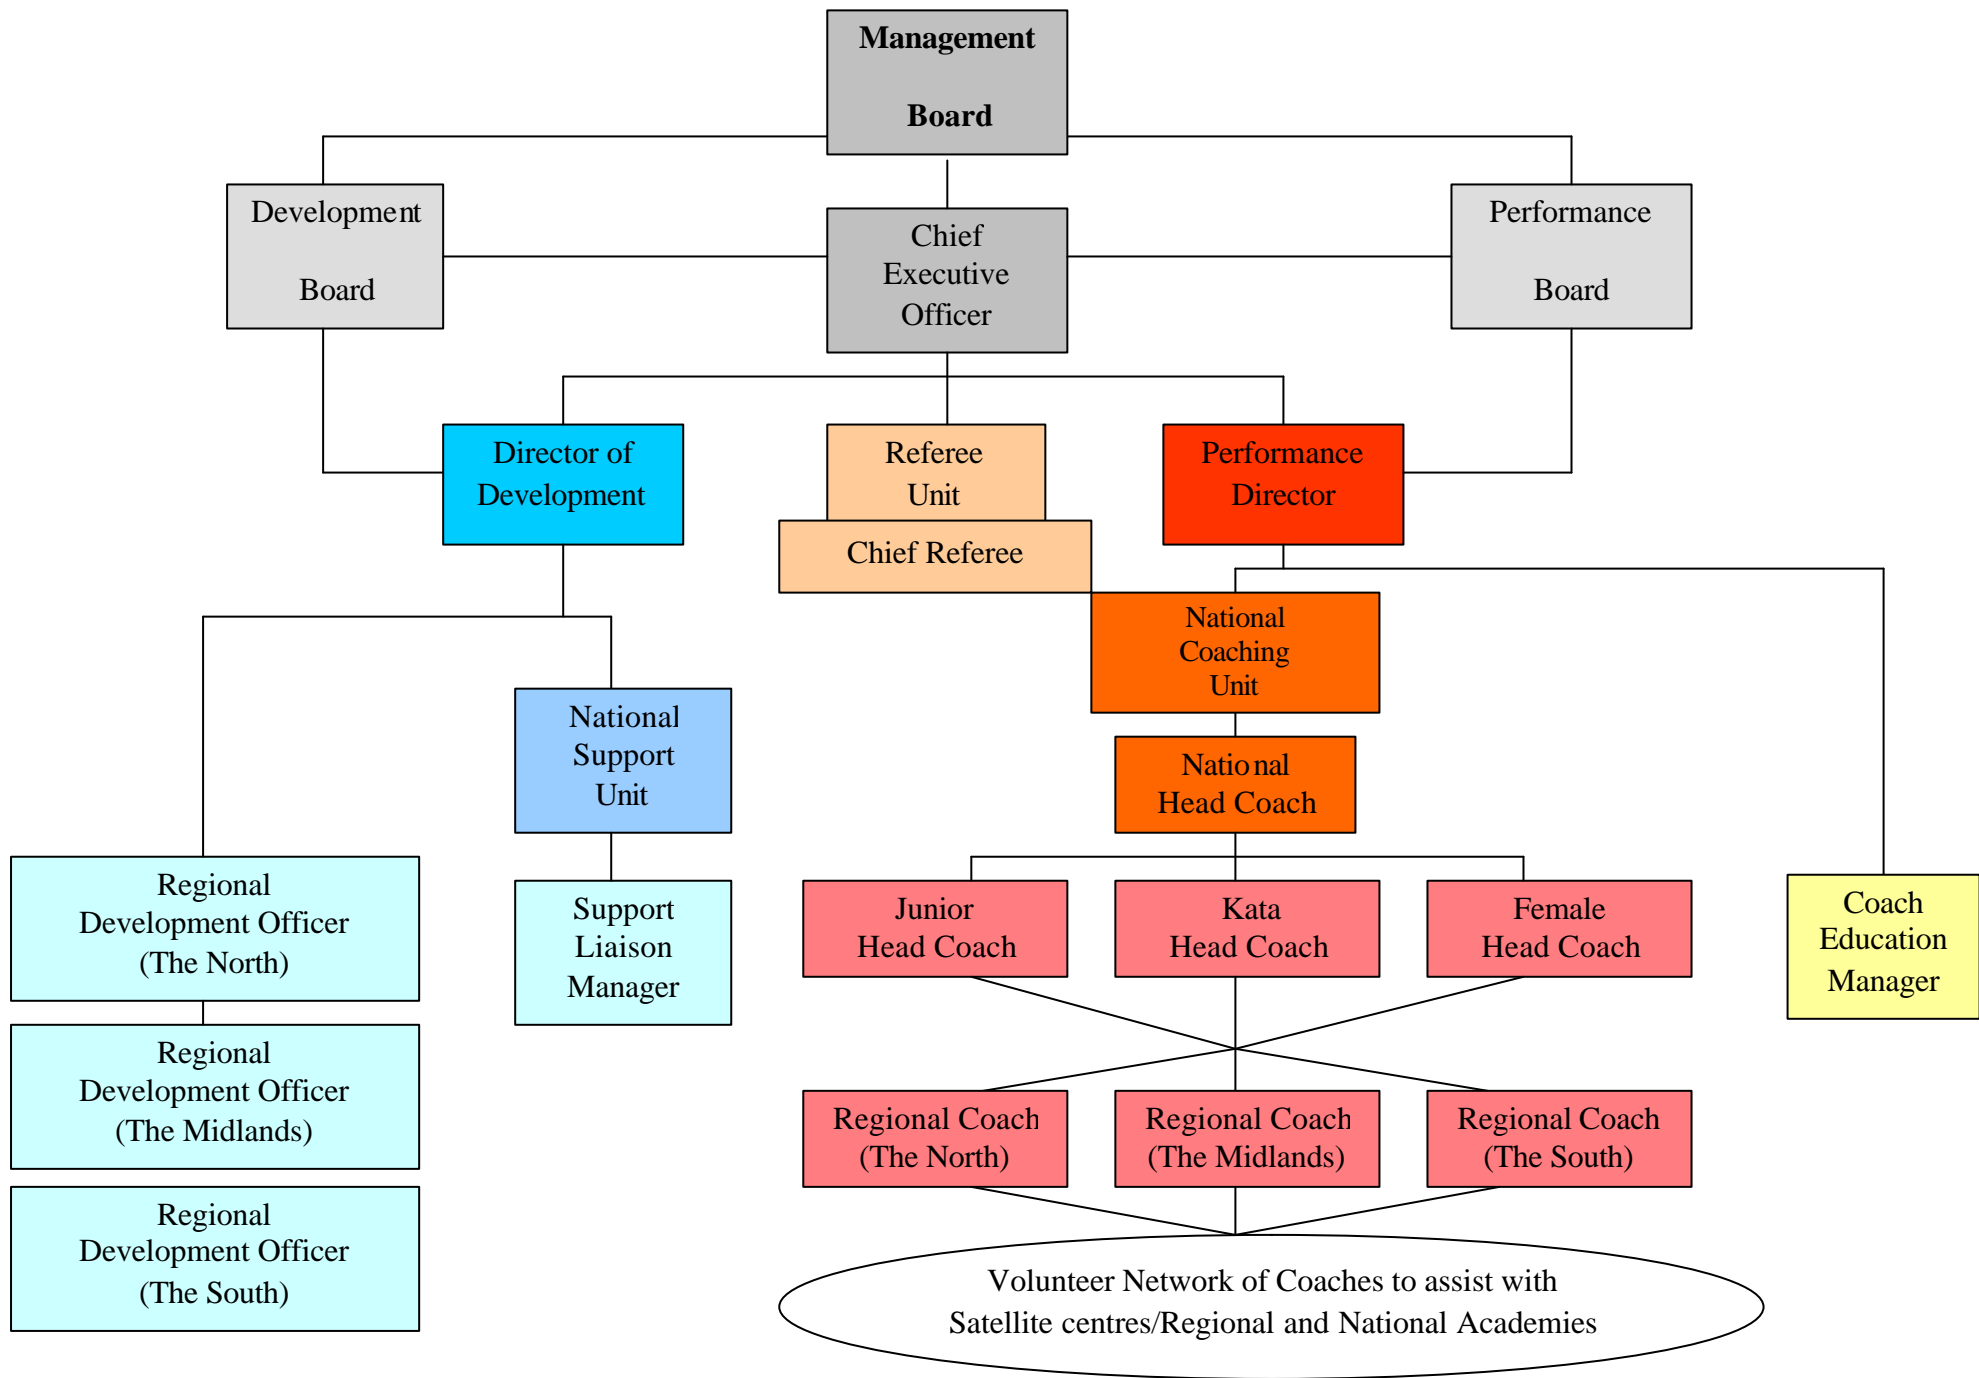 Management
Board
Development
Board
Chief
Executive
Officer
Performance
Board
Director of
Development
Referee
Unit
Chief Referee
Performance
Director
National
Coaching
Unit
National
Support
Unit
National
Head Coach
Regional
Development Officer
(The North)
Support
Liaison
Manager
Junior
Head Coach
Kata
Head Coach
Female
Head Coach
Coach
Education
Manager
Regional
Development Officer
(The Midlands)
Regional Coach
(The North)
Regional Coach
(The Midlands)
Regional Coach
(The South)
Regional
Development Officer
(The South)
Volunteer Network of Coaches to assist with
Satellite centres/Regional and National Academies